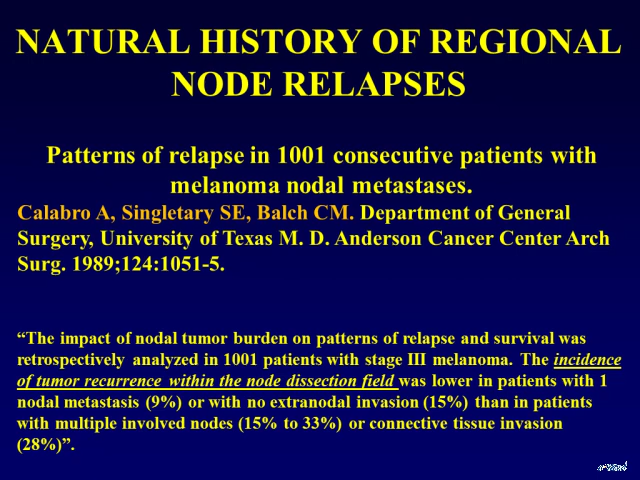 NATURAL HISTORY OF REGIONAL
NODE RELAPSES
Patterns of relapse in 1001 consecutive patients with
melanoma nodal metastases.
Calabro A, Singletary SE, Balch CM. Department of General
Surgery, University of Texas M. D. Anderson Cancer Center Arch
Surg. 1989;124:1051-5.
“The impact of nodal tumor burden on patterns of relapse and survival was
retrospectively analyzed in 1001 patients with stage III melanoma. The incidence
of tumor recurrence within the node dissection field was lower in patients with 1
nodal metastasis (9%) or with no extranodal invasion (15%) than in patients
with multiple involved nodes (15% to 33%) or connective tissue invasion
(28%)”.